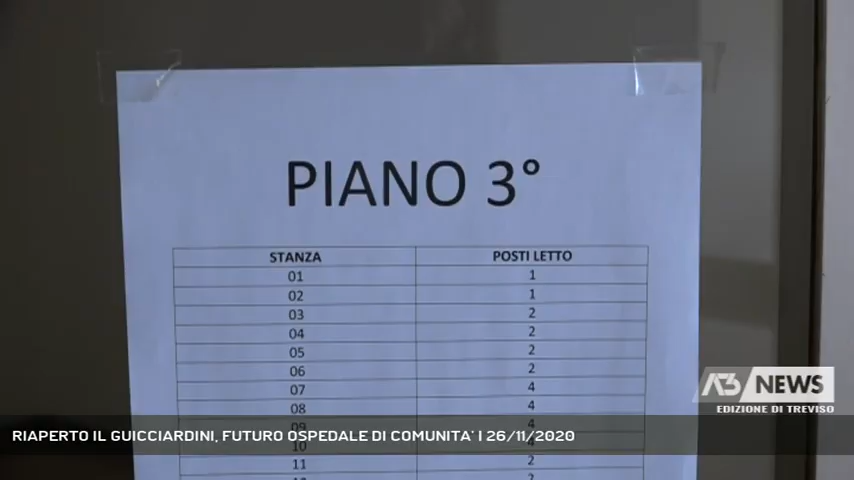 PIANO 3°
STANZA POSTI LETTO
01 1
02 1
03 2
04 2
05 2
06 2
07 4
08 4
09 4
10 4
11 2
A3 NEWS
EDIZIONE DI TREVISO
RIAPERTO IL GUICCIARDINI, FUTURO OSPEDALE DI COMUNITA' | 26/11/2020